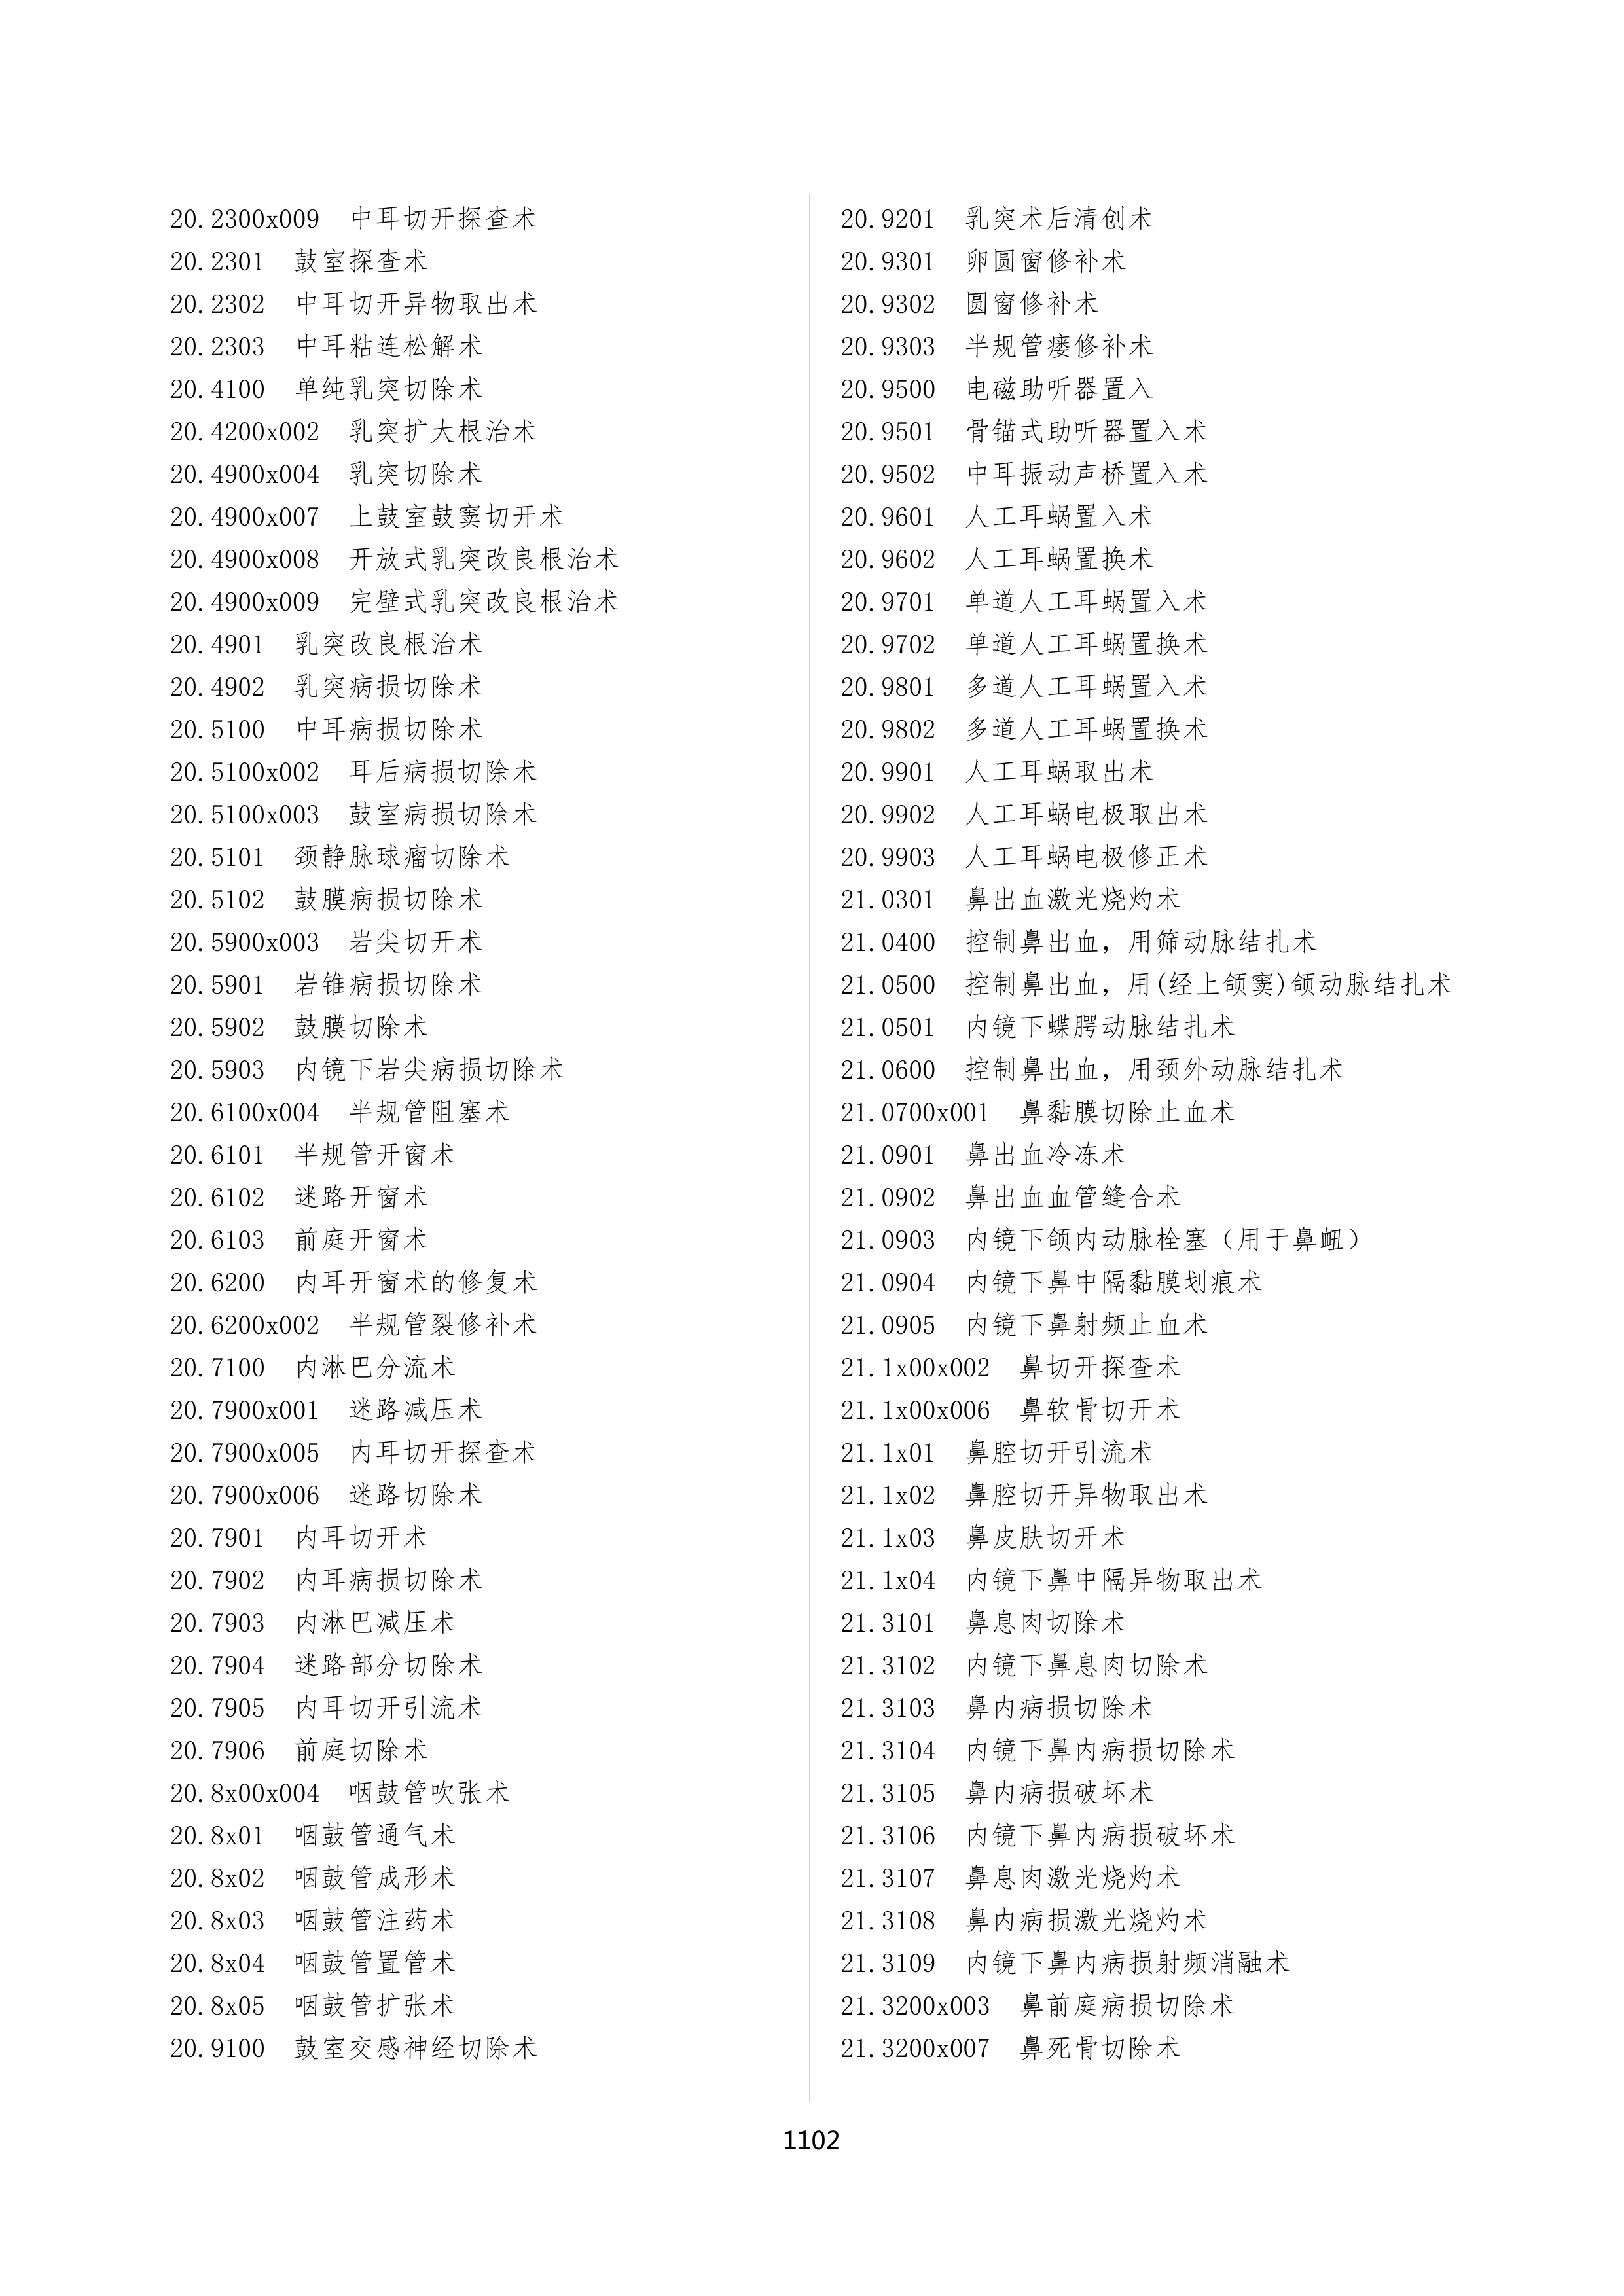 20.2300x009 中耳切开探查术
20.2301 鼓室探查术
20.2302 中耳切开异物取出术
20.2303 中耳粘连松解术
20.4100 单纯乳突切除术
20.4200x002 乳突扩大根治术
20.4900x004 乳突切除术
20.4900x007 上鼓室鼓窦切开术
20.4900x008 开放式乳突改良根治术
20.4900x009 完壁式乳突改良根治术
20.4901 乳突改良根治术
20.4902 乳突病损切除术
20.5100 中耳病损切除术
20.5100x002 耳后病损切除术
20.5100x003 鼓室病损切除术
20.5101 颈静脉球瘤切除术
20.5102 鼓膜病损切除术
20.5900x003 岩尖切开术
20.5901 岩锥病损切除术
20.5902 鼓膜切除术
20.5903 内镜下岩尖病损切除术
20.6100x004 半规管阻塞术
20.6101 半规管开窗术
20.6102 迷路开窗术
20.6103 前庭开窗术
20.6200 内耳开窗术的修复术
20.6200x002 半规管裂修补术
20.7100 内淋巴分流术
20.7900x001 迷路减压术
20.7900x005 内耳切开探查术
20.7900x006 迷路切除术
20.7901 内耳切开术
20.7902 内耳病损切除术
20.7903 内淋巴减压术
20.7904 迷路部分切除术
20.7905 内耳切开引流术
20.7906 前庭切除术
20.8x00x004 咽鼓管吹张术
20.8x01 咽鼓管通气术
20.8x02 咽鼓管成形术
20.8x03 咽鼓管注药术
20.8x04 咽鼓管置管术
20.8x05 咽鼓管扩张术
20.9100 鼓室交感神经切除术
20.9201 乳突术后清创术
20.9301 卵圆窗修补术
20.9302 圆窗修补术
20.9303 半规管瘘修补术
20.9500 电磁助听器置入
20.9501 骨锚式助听器置入术
20.9502 中耳振动声桥置入术
20.9601 人工耳蜗置入术
20.9602 人工耳蜗置换术
20.9701 单道人工耳蜗置入术
20.9702 单道人工耳蜗置换术
20.9801 多道人工耳蜗置入术
20.9802 多道人工耳蜗置换术
20.9901 人工耳蜗取出术
20.9902 人工耳蜗电极取出术
20.9903 人工耳蜗电极修正术
21.0301 鼻出血激光烧灼术
21.0400 控制鼻出血，用筛动脉结扎术
21.0500 控制鼻出血，用(经上颌窦)颌动脉结扎术
21.0501 内镜下蝶腭动脉结扎术
21.0600 控制鼻出血，用颈外动脉结扎术
21.0700x001 鼻黏膜切除止血术
21.0901 鼻出血冷冻术
21.0902 鼻出血血管缝合术
21.0903 内镜下颌内动脉栓塞（用于鼻衄）
21.0904 内镜下鼻中隔黏膜划痕术
21.0905 内镜下鼻射频止血术
21.1x00x002 鼻切开探查术
21.1x00x006 鼻软骨切开术
21.1x01 鼻腔切开引流术
21.1x02 鼻腔切开异物取出术
21.1x03 鼻皮肤切开术
21.1x04 内镜下鼻中隔异物取出术
21.3101 鼻息肉切除术
21.3102 内镜下鼻息肉切除术
21.3103 鼻内病损切除术
21.3104 内镜下鼻内病损切除术
21.3105 鼻内病损破坏术
21.3106 内镜下鼻内病损破坏术
21.3107 鼻息肉激光烧灼术
21.3108 鼻内病损激光烧灼术
21.3109 内镜下鼻内病损射频消融术
21.3200x003 鼻前庭病损切除术
21.3200x007 鼻死骨切除术
1102